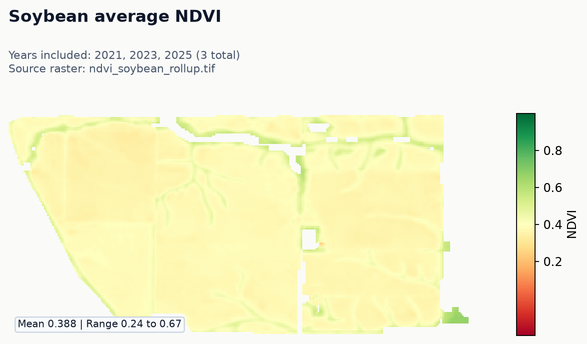 Soybean average NDVI
Years included: 2021, 2023, 2025 (3 total)
Source raster: ndvi_soybean_rollup.tif
0.8
0.6
0.4
0.2
NDVI
Mean 0.388 | Range 0.24 to 0.67